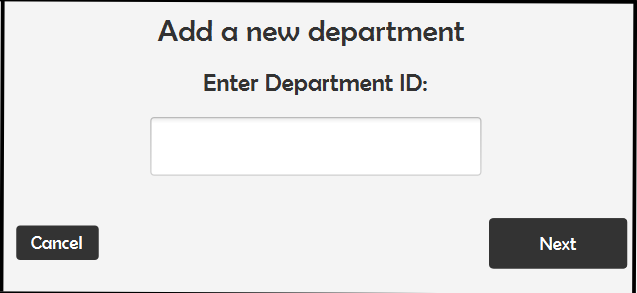 Add a new department
Enter Department ID:
Cancel
Next